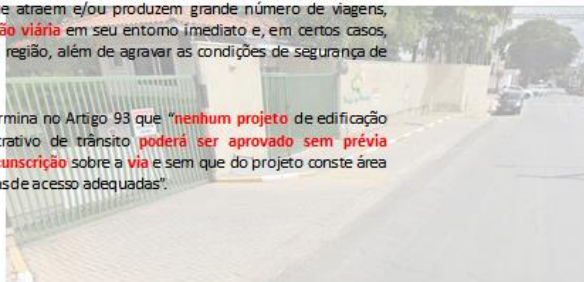 e atraem e/ou produzem grande número de viagens,
ão viária em seu entorno imediato e, em certos casos,
região, além de agravar as condições de segurança de
rmina no Artigo 93 que “nenhum projeto de edificação
rativo de trânsito poderá ser aprovado sem prévia
unscrição sobre a via e sem que do projeto conste área
as de acesso adequadas”.